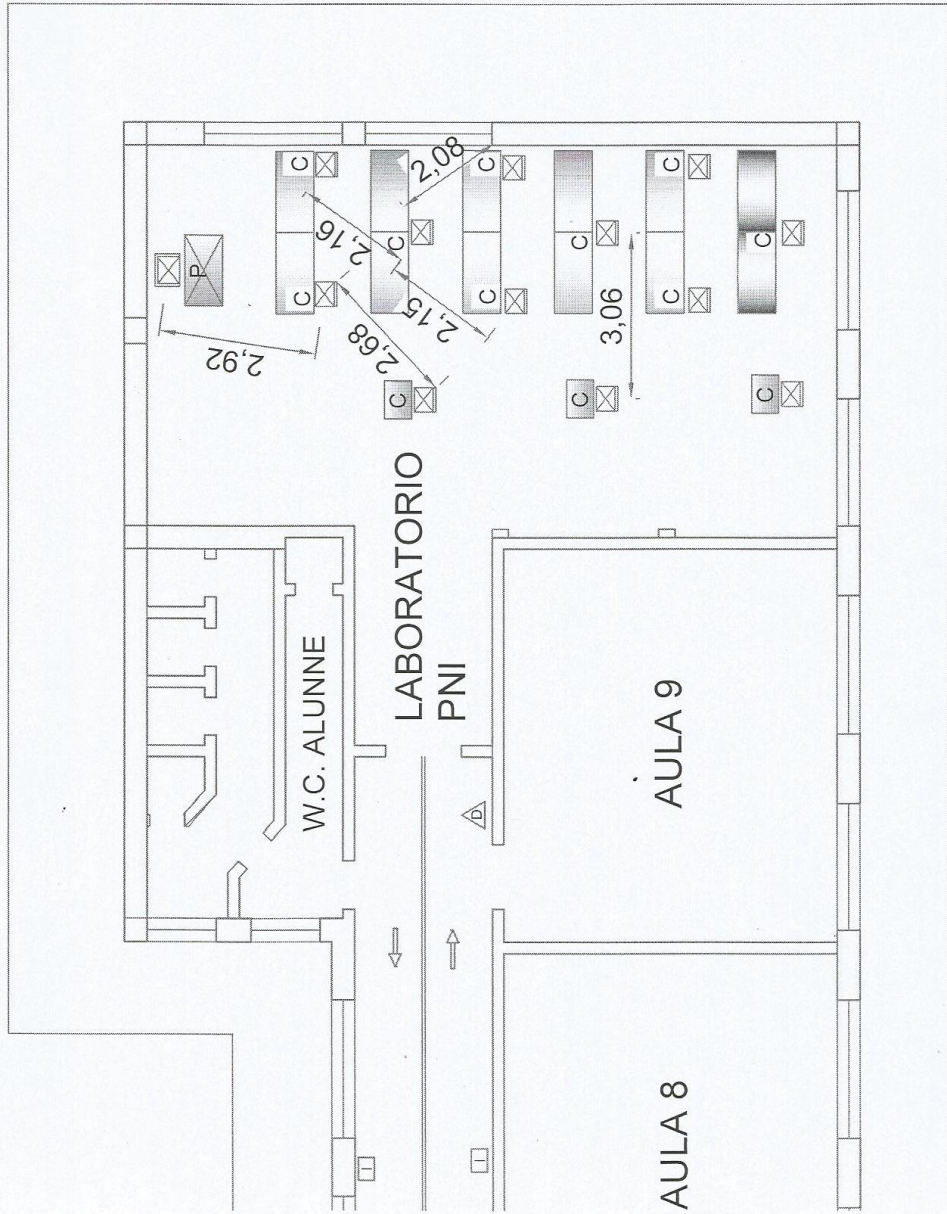 P
2,92
C
C
2,16
C
2,08
2,68
2,15
C
C
C
C
3,06
C
C
C
C
C
LABORATORIO
PNI
W.C. ALUNNE
D
AULA 9
AULA 8
I
I